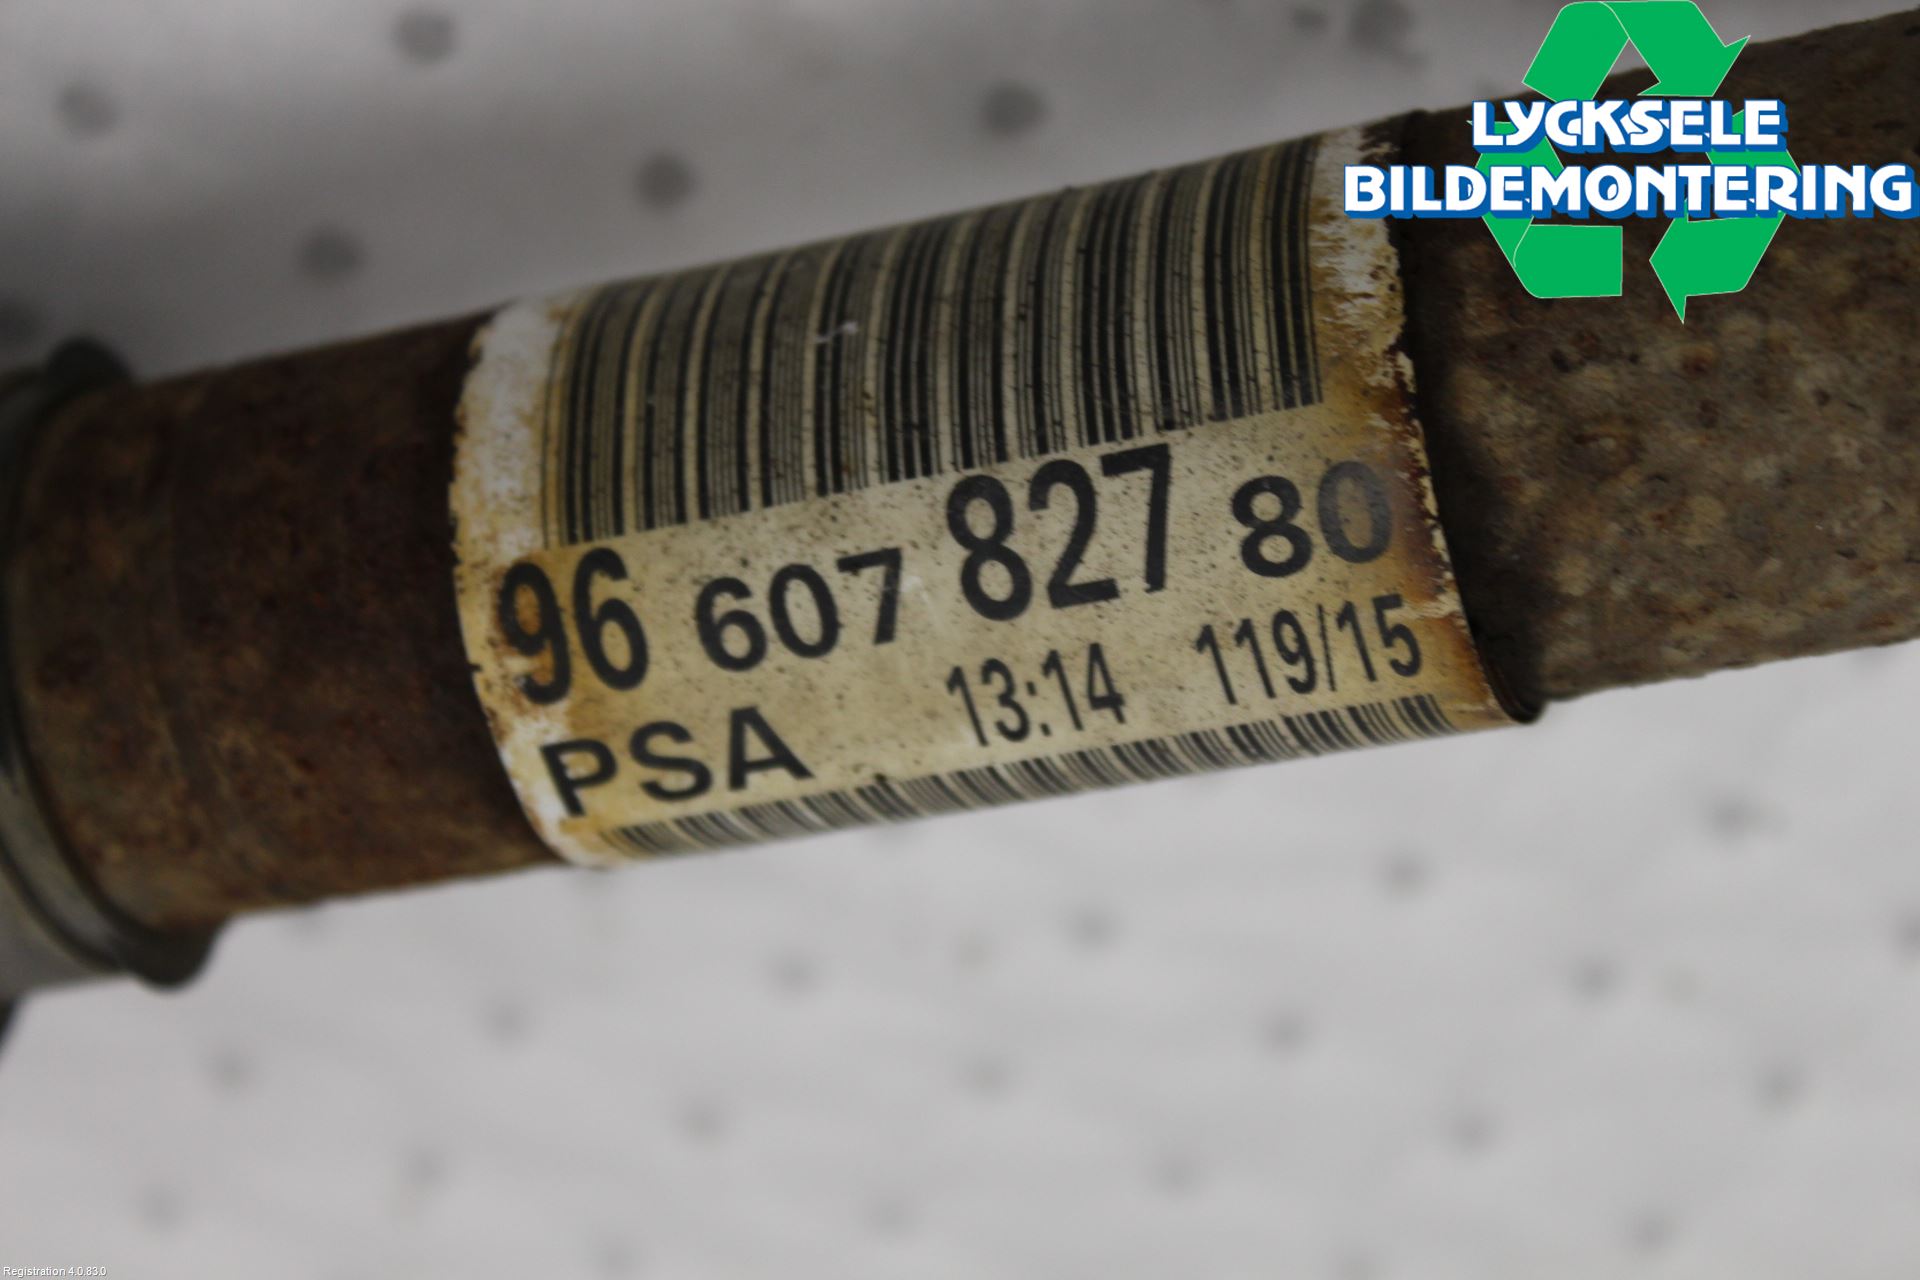 LYCKSELE
BILDEMONTERING
96 607 827 80
PSA 13:14 119/15
Registration 4.0.83.0